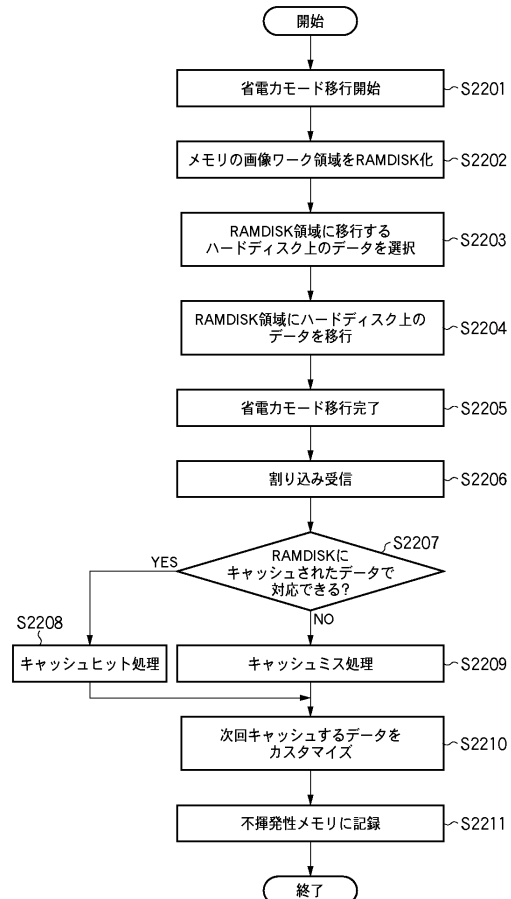 開始
省電力モード移行開始
S2201
メモリの画像ワーク領域をRAMDISK化
S2202
RAMDISK領域に移行する
ハードディスク上のデータを選択
S2203
RAMDISK領域にハードディスク上の
データを移行
S2204
省電力モード移行完了
S2205
割り込み受信
S2206
S2207
RAMDISKに
キャッシュされたデータで
対応できる?
YES
NO
S2208
キャッシュヒット処理
キャッシュミス処理
S2209
次回キャッシュするデータを
カスタマイズ
S2210
不揮発性メモリに記録
S2211
終了